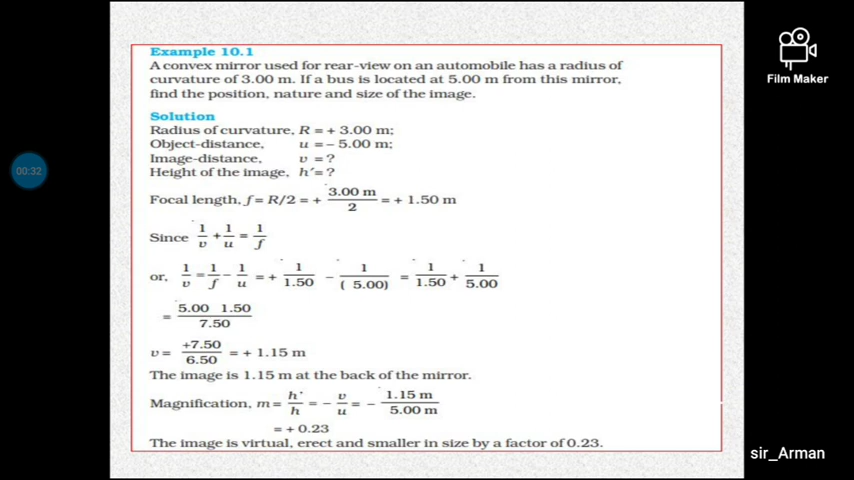 Example 10.1
A convex mirror used for rear-view on an automobile has a radius of
curvature of 3.00 m. If a bus is located at 5.00 m from this mirror,
find the position, nature and size of the image.
Solution
Radius of curvature, R = + 3.00 m;
Object-distance, u = – 5.00 m;
Image-distance, v = ?
Height of the image, h′= ?
Focal length, f = R/2 = + 3.00 m / 2 = + 1.50 m
Since 1/v + 1/u = 1/f
or, 1/v = 1/f – 1/u = + 1/1.50 – 1/( 5.00) = 1/1.50 + 1/5.00
= 5.00 1.50 / 7.50
v = +7.50 / 6.50 = + 1.15 m
The image is 1.15 m at the back of the mirror.
Magnification, m = h'/h = – v/u = – 1.15 m / 5.00 m
= + 0.23
The image is virtual, erect and smaller in size by a factor of 0.23.
00:32
Film Maker
sir_Arman